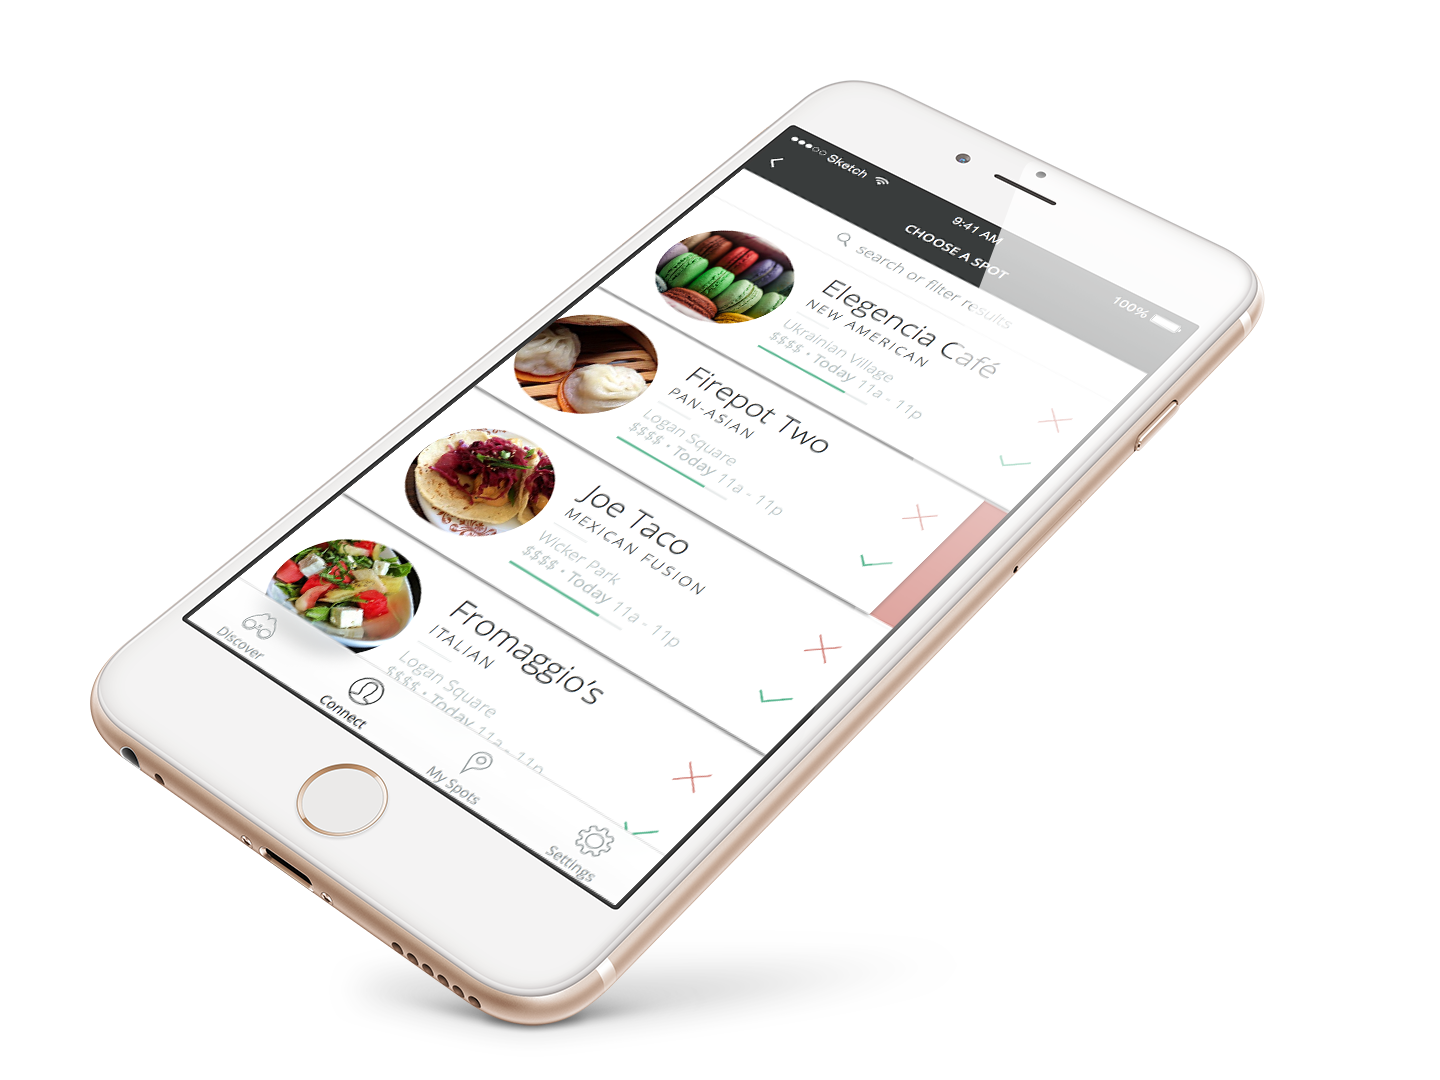 Sketch
9:41 AM
100%
CHOOSE A SPOT
search or filter results
Elegencia Café
NEW AMERICAN
Ukrainian Village
$$$$ • Today 11a - 11p
Firepot Two
PAN-ASIAN
Logan Square
$$$$ • Today 11a - 11p
Joe Taco
MEXICAN FUSION
Wicker Park
$$$$ • Today 11a - 11p
Fromaggio's
ITALIAN
Logan Square
$$$$ • Today 11a - 11p
Discover
Connect
My Spots
Settings